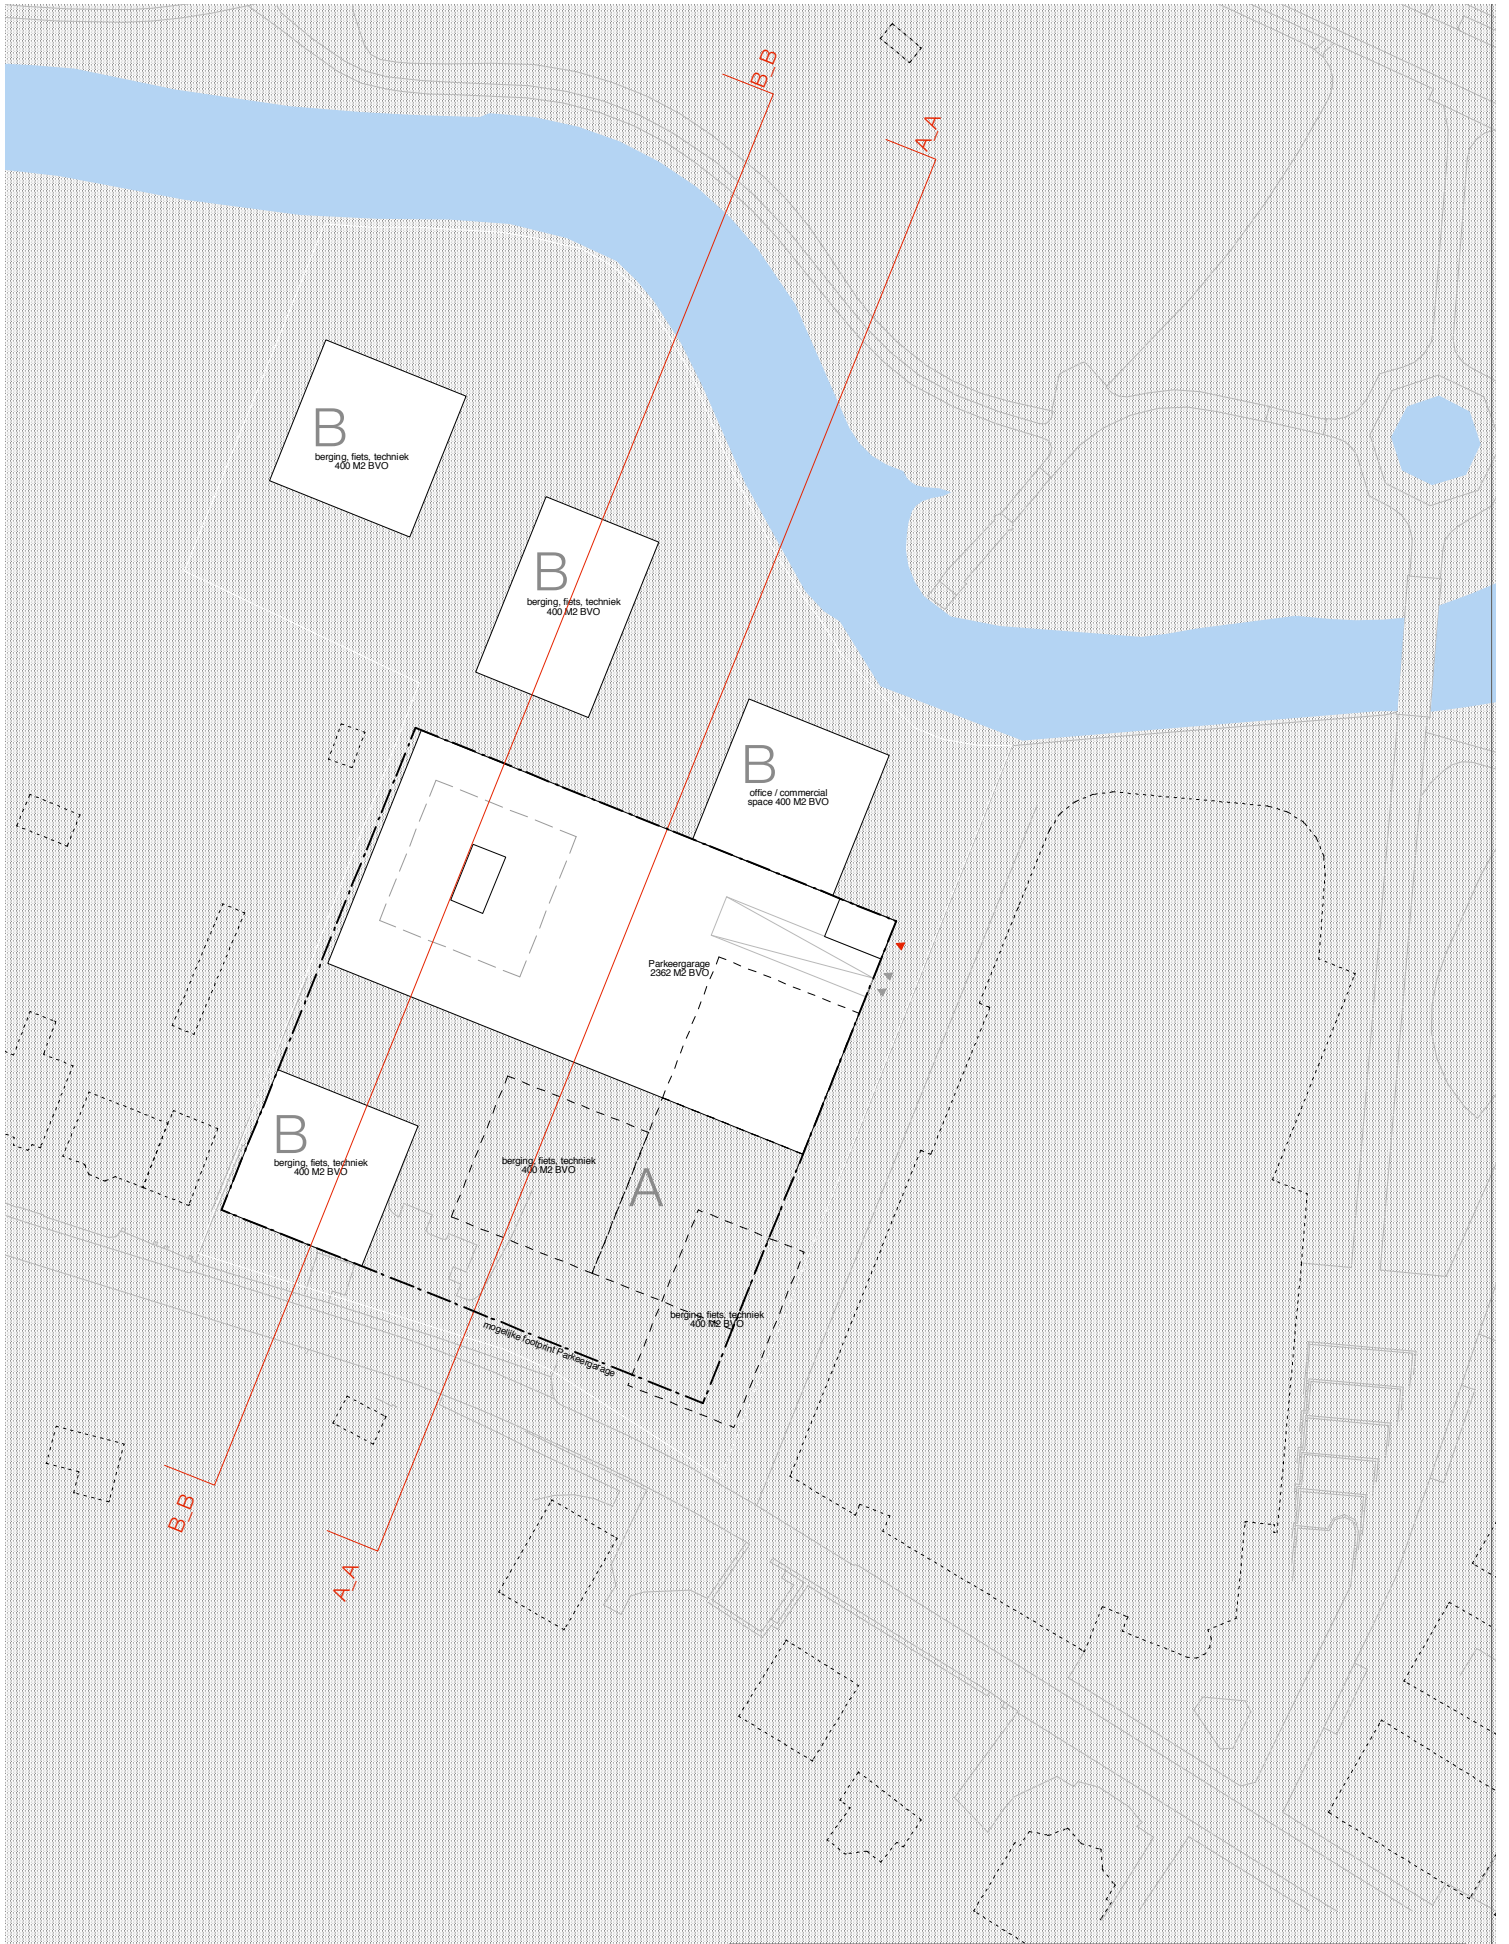 B_B
A_A
B
berging, fiets, techniek
400 M2 BVO
B
berging, fiets, techniek
400 M2 BVO
B
office / commercial
space 400 M2 BVO
Parkeergarage
2362 M2 BVO
B
berging, fiets, techniek
400 M2 BVO
berging, fiets, techniek
400 M2 BVO
A
berging, fiets, techniek
400 M2 BVO
mogelijke footprint Parkeergarage
B_B
A_A